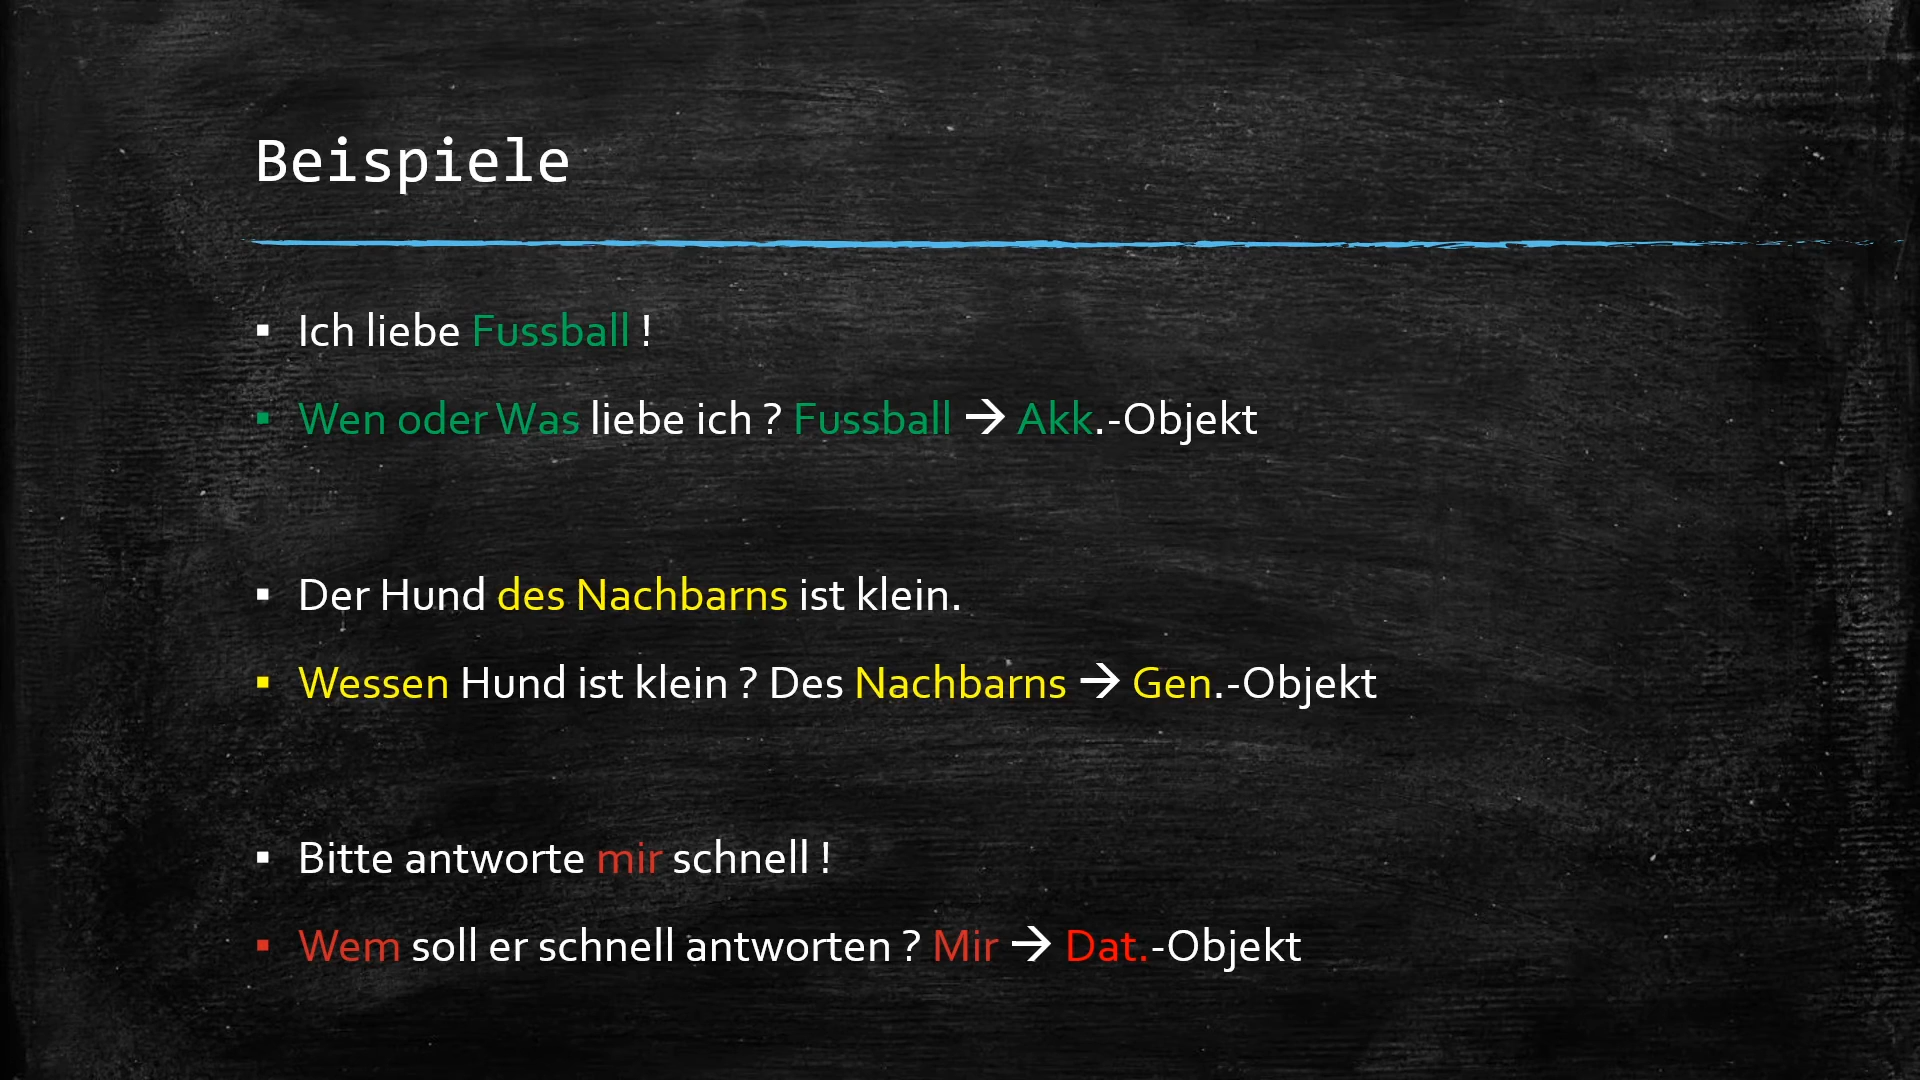 Beispiele
▪ Ich liebe Fussball !
▪ Wen oder Was liebe ich ? Fussball → Akk.-Objekt
▪ Der Hund des Nachbarns ist klein.
▪ Wessen Hund ist klein ? Des Nachbarns → Gen.-Objekt
▪ Bitte antworte mir schnell !
▪ Wem soll er schnell antworten ? Mir → Dat.-Objekt